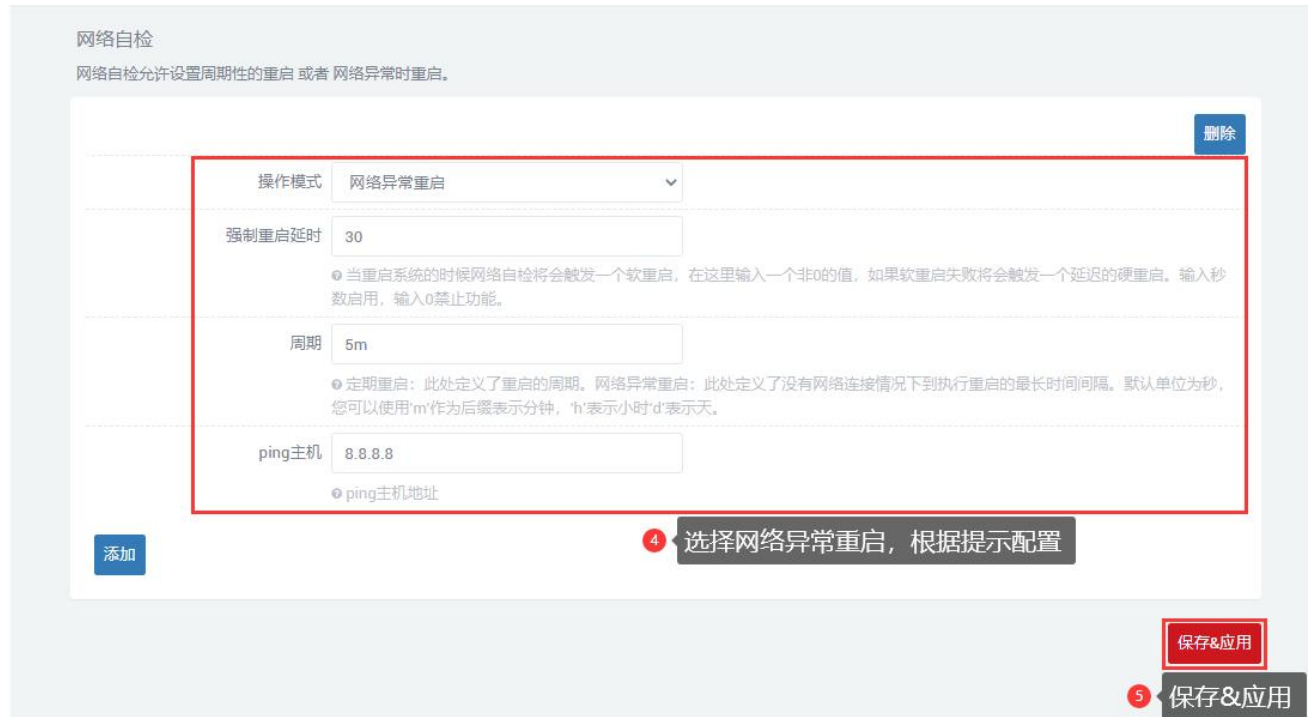 网络自检
网络自检允许设置周期性的重启 或者 网络异常时重启。
删除
操作模式 网络异常重启
强制重启延时 30
当重启系统的时候网络自检将会触发一个软重启，在这里输入一个非0的值，如果软重启失败将会触发一个延迟的硬重启。输入秒
数启用，输入0禁止功能。
周期 5m
定期重启：此处定义了重启的周期。网络异常重启：此处定义了没有网络连接情况下到执行重启的最长时间间隔。默认单位为秒，
您可以使用'm'作为后缀表示分钟，'h'表示小时'd'表示天。
ping主机 8.8.8.8
ping主机地址
4 选择网络异常重启，根据提示配置
添加
保存&应用
5 保存&应用